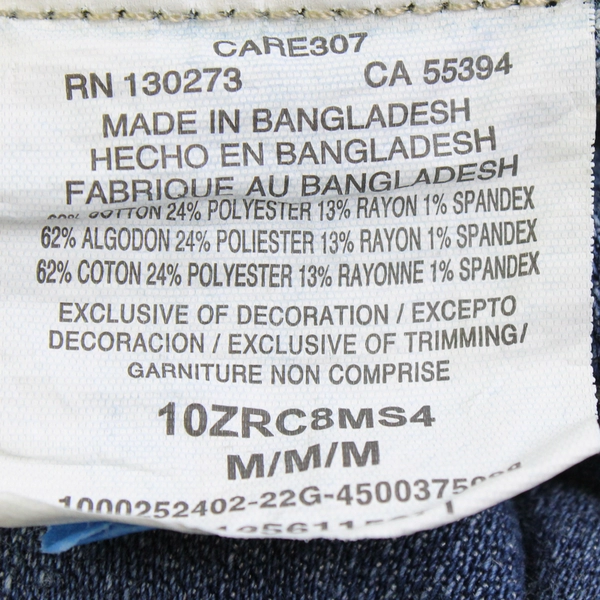 CARE307
RN 130273 CA 55394
MADE IN BANGLADESH
HECHO EN BANGLADESH
FABRIQUE AU BANGLADESH
COTTON 24% POLYESTER 13% RAYON 1% SPANDEX
62% ALGODON 24% POLIESTER 13% RAYON 1% SPANDEX
62% COTON 24% POLYESTER 13% RAYONNE 1% SPANDEX
EXCLUSIVE OF DECORATION / EXCEPTO
DECORACION / EXCLUSIVE OF TRIMMING/
GARNITURE NON COMPRISE
10ZRC8MS4
M/M/M